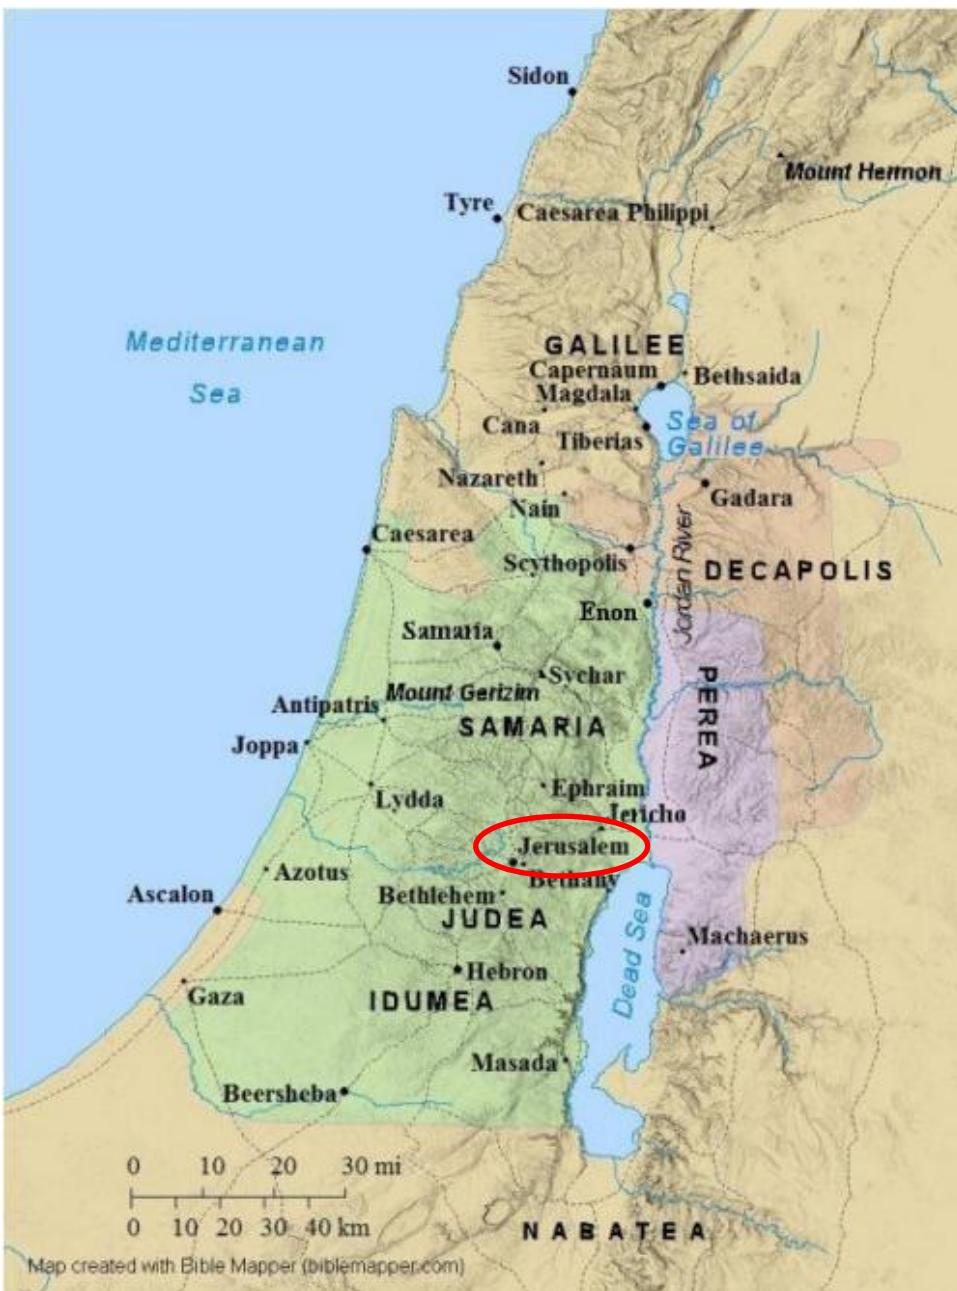 Sidon
Mount Hermon
Tyre
Caesarea Philippi
Mediterranean
Sea
GALILEE
Capernaum
Bethsaida
Magdala
Cana
Sea of
Galilee
Tiberias
Nazareth
Gadara
Nain
Caesarea
Scythopolis
Jordan River
DECAPOLIS
Enon
Samaria
Sychar
PEREA
Mount Gerizim
Antipatris
SAMARIA
Joppa
Ephraim
Lydda
Jericho
Jerusalem
Azotus
Bethany
Ascalon
Bethlehem
JUDEA
Dead Sea
Machaerus
Hebron
Gaza
IDUMEA
Masada
Beersheba
0 10 20 30 mi
0 10 20 30 40 km
NABATEA
Map created with Bible Mapper (biblemapper.com)